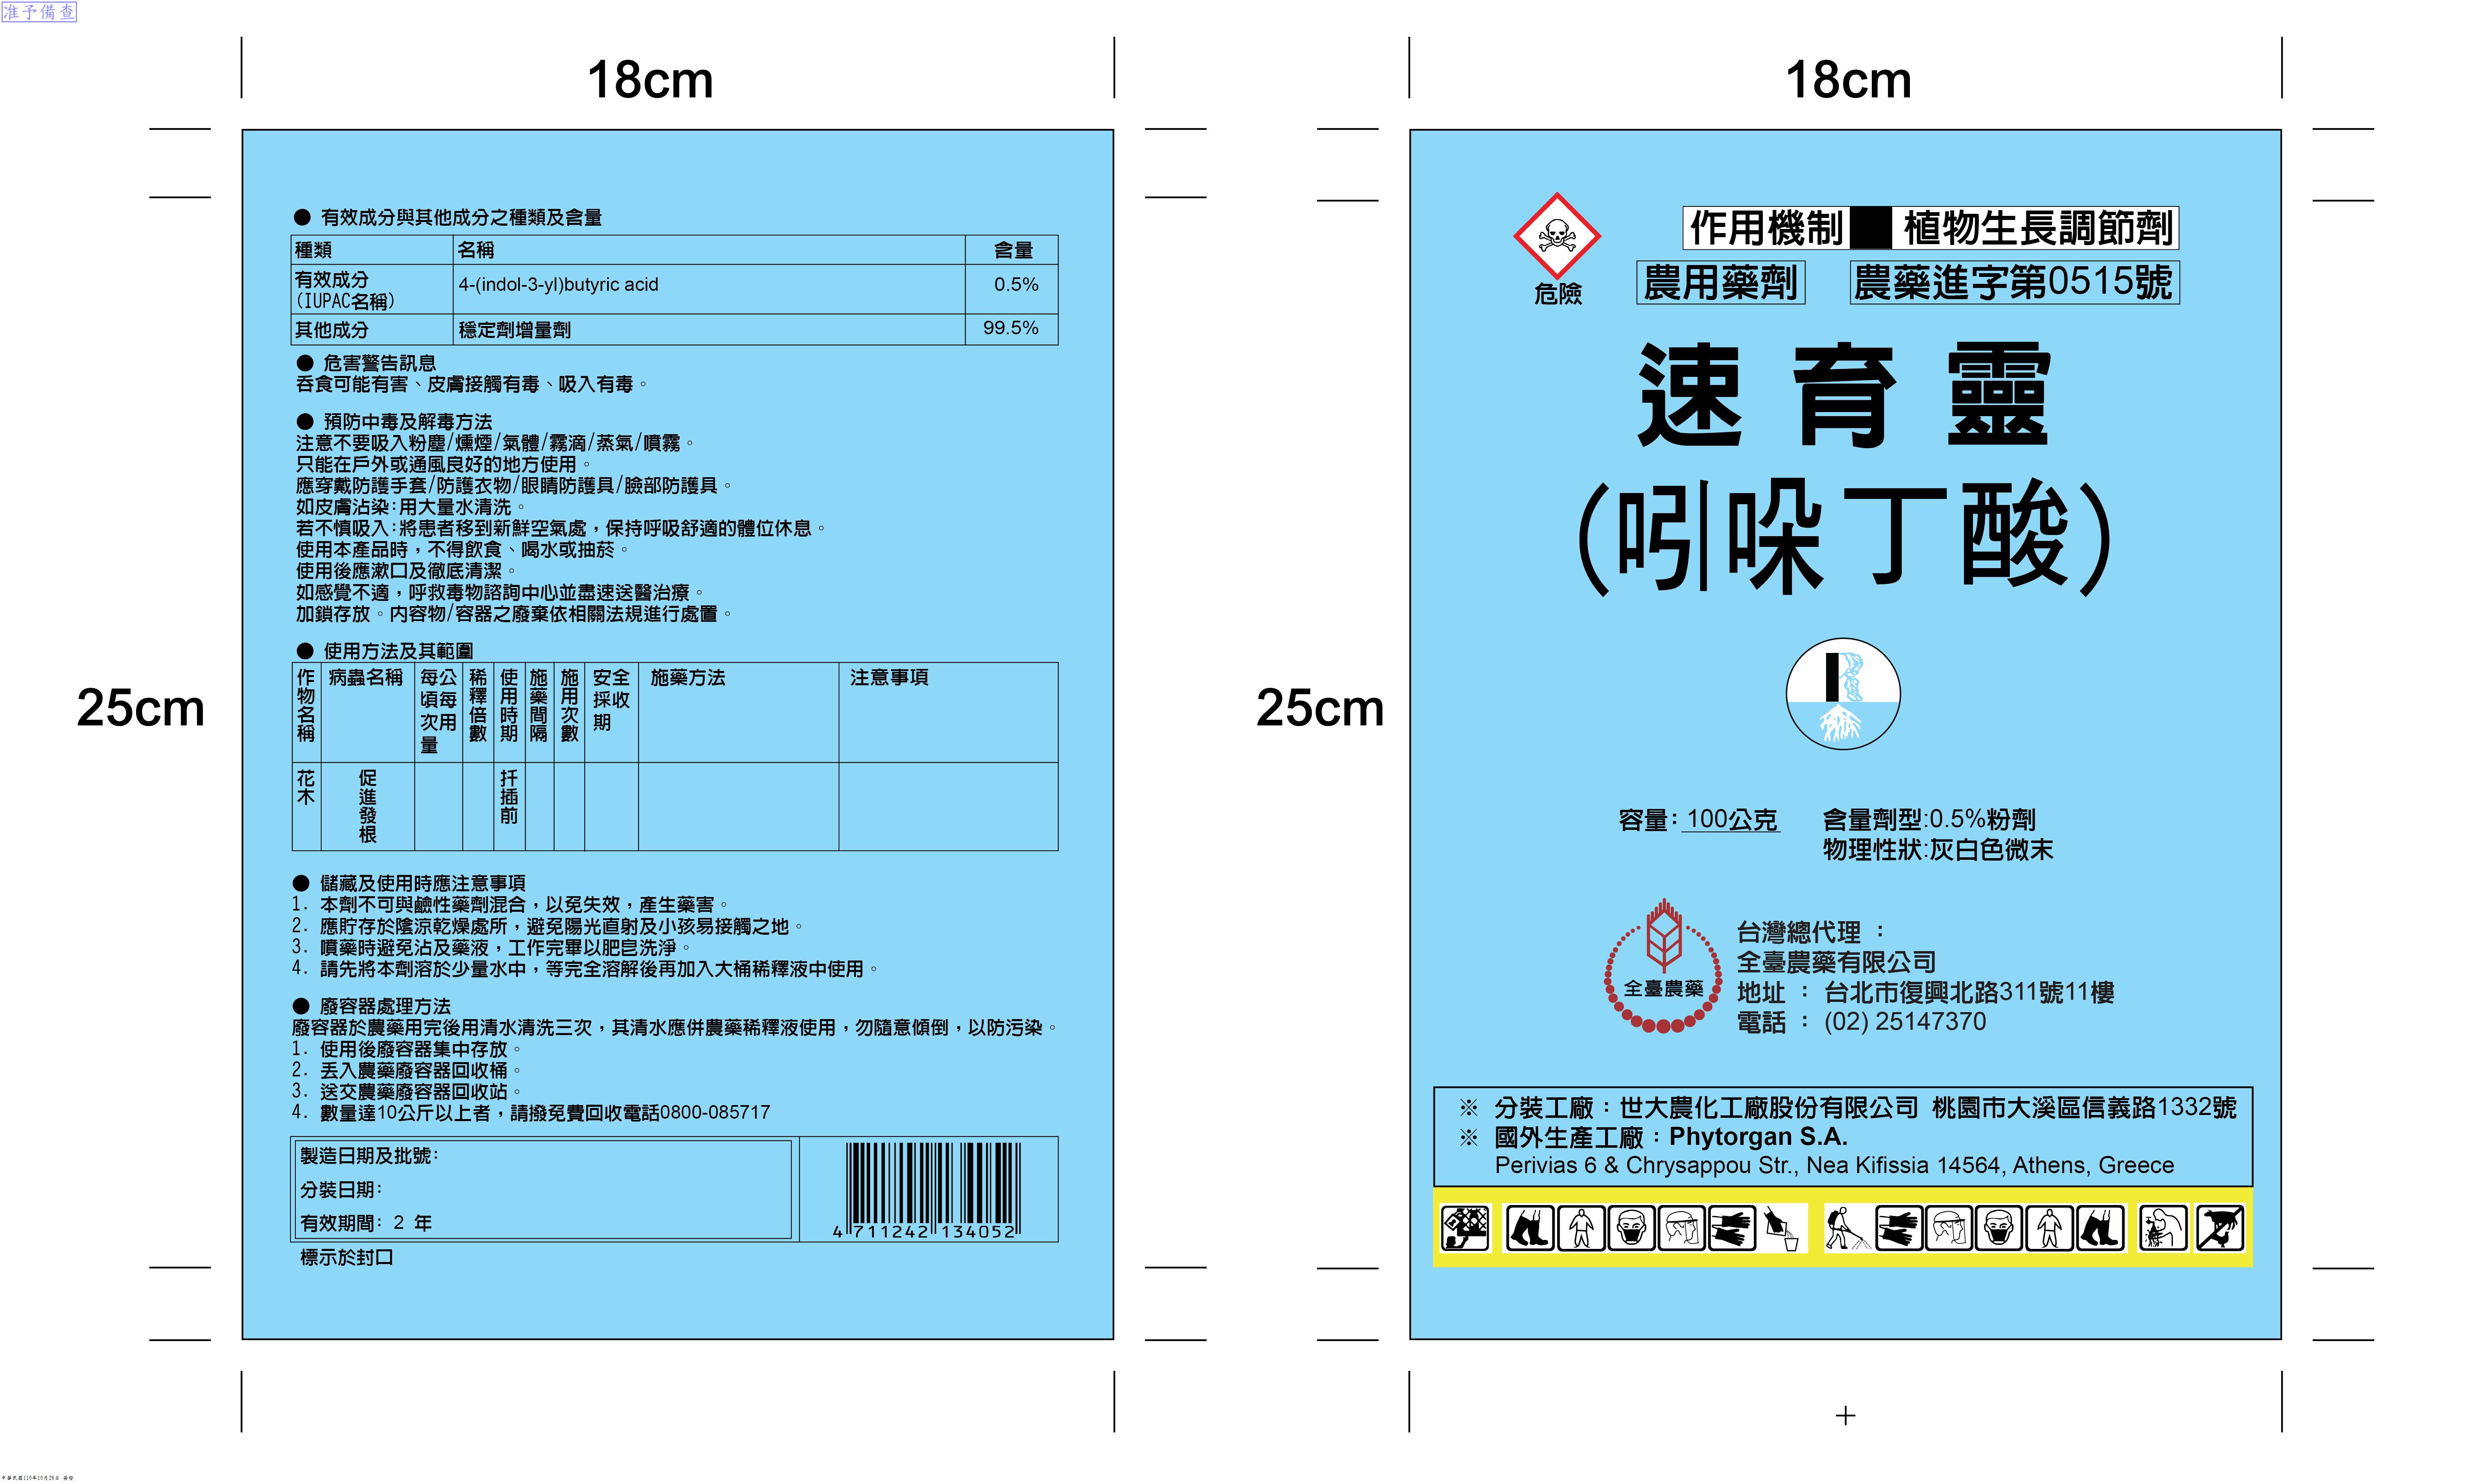 准予備查
18cm
25cm
● 有效成分與其他成分之種類及含量
種類 名稱 含量
有效成分 (IUPAC名稱) 4-(indol-3-yl)butyric acid 0.5%
其他成分 穩定劑增量劑 99.5%
● 危害警告訊息
吞食可能有害、皮膚接觸有毒、吸入有毒。
● 預防中毒及解毒方法
注意不要吸入粉塵/燻煙/氣體/霧滴/蒸氣/噴霧。
只能在戶外或通風良好的地方使用。
應穿戴防護手套/防護衣物/眼睛防護具/臉部防護具。
如皮膚沾染:用大量水清洗。
若不慎吸入:將患者移到新鮮空氣處,保持呼吸舒適的體位休息。
使用本產品時,不得飲食、喝水或抽菸。
使用後應漱口及徹底清潔。
如感覺不適,呼救毒物諮詢中心並盡速送醫治療。
加鎖存放。內容物/容器之廢棄依相關法規進行處置。
● 使用方法及其範圍
作物名稱 病蟲名稱 每公頃每次用量 稀釋倍數 使用時期 施藥間隔 施用次數 安全採收期 施藥方法 注意事項
花木 促進發根 扦插前
● 儲藏及使用時應注意事項
1. 本劑不可與鹼性藥劑混合,以免失效,產生藥害。
2. 應貯存於陰涼乾燥處所,避免陽光直射及小孩易接觸之地。
3. 噴藥時避免沾及藥液,工作完畢以肥皂洗淨。
4. 請先將本劑溶於少量水中,等完全溶解後再加入大桶稀釋液中使用。
● 廢容器處理方法
廢容器於農藥用完後用清水清洗三次,其清水應併農藥稀釋液使用,勿隨意傾倒,以防污染。
1. 使用後廢容器集中存放。
2. 丟入農藥廢容器回收桶。
3. 送交農藥廢容器回收站。
4. 數量達10公斤以上者,請撥免費回收電話0800-085717
製造日期及批號:
分裝日期:
有效期間: 2 年
4 711242 134052
標示於封口
18cm
25cm
危險
作用機制 植物生長調節劑
農用藥劑 農藥進字第0515號
速育靈
(吲哚丁酸)
R
容量: 100公克 含量劑型:0.5%粉劑
物理性狀:灰白色微末
全臺農藥
台灣總代理 :
全臺農藥有限公司
地址 : 台北市復興北路311號11樓
電話 : (02) 25147370
※ 分裝工廠:世大農化工廠股份有限公司 桃園市大溪區信義路1332號
※ 國外生產工廠:Phytorgan S.A.
Perivias 6 & Chrysappou Str., Nea Kifissia 14564, Athens, Greece